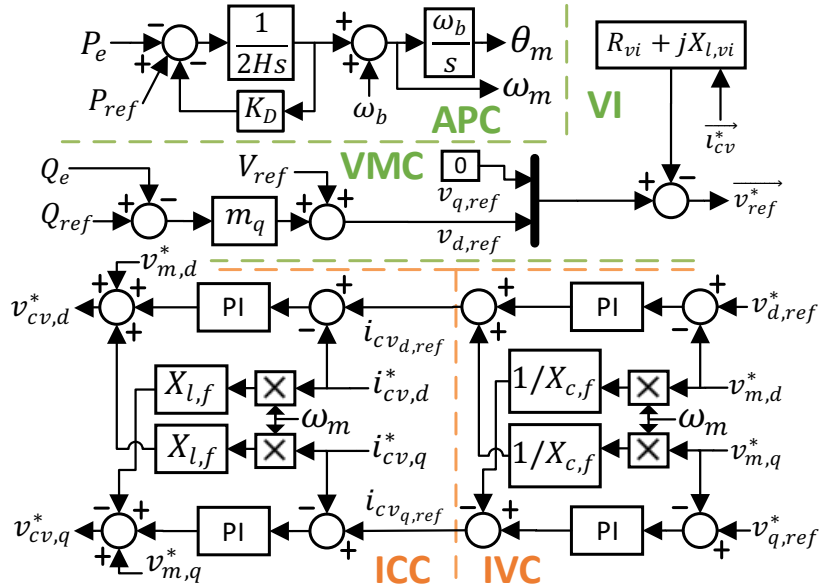 P_e
P_ref
1/2Hs
K_D
ω_b
ω_b/s
θ_m
ω_m
APC
VI
R_vi + jX_l,vi
i*_cv
VMC
Q_e
Q_ref
m_q
V_ref
0
v_q,ref
v_d,ref
v*_ref
v*_m,d
v*_cv,d
PI
i_cv_d,ref
PI
v*_d,ref
X_l,f
i*_cv,d
1/X_c,f
v*_m,d
ω_m
ω_m
X_l,f
i*_cv,q
1/X_c,f
v*_m,q
v*_cv,q
PI
i_cv_q,ref
PI
v*_q,ref
v*_m,q
ICC
IVC